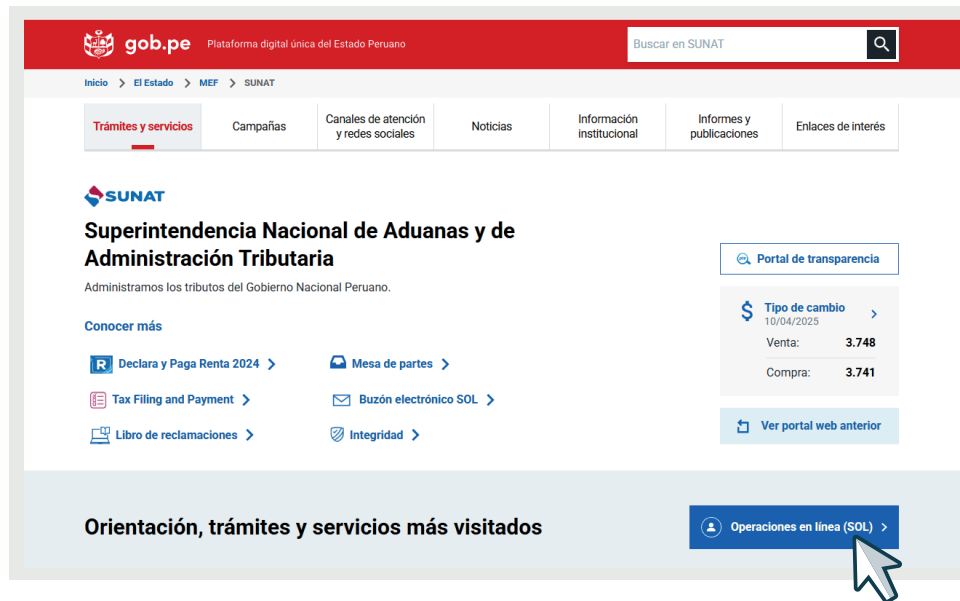 gob.pe Plataforma digital única del Estado Peruano
Buscar en SUNAT
Inicio > El Estado > MEF > SUNAT
Trámites y servicios
Campañas
Canales de atención
y redes sociales
Noticias
Información
institucional
Informes y
publicaciones
Enlaces de interés
SUNAT
Superintendencia Nacional de Aduanas y de
Administración Tributaria
Administramos los tributos del Gobierno Nacional Peruano.
Conocer más
Declara y Paga Renta 2024 >
Mesa de partes >
Tax Filing and Payment >
Buzón electrónico SOL >
Libro de reclamaciones >
Integridad >
Portal de transparencia
Tipo de cambio >
10/04/2025
Venta: 3.748
Compra: 3.741
Ver portal web anterior
Orientación, trámites y servicios más visitados
Operaciones en línea (SOL) >